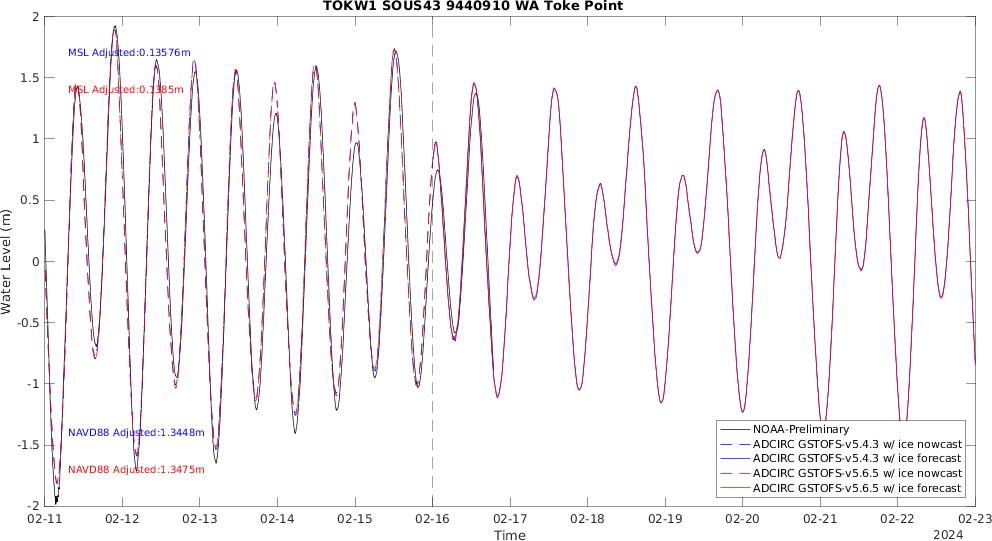 TOKW1 SOUS43 9440910 WA Toke Point
MSL Adjusted:0.13576m
MSL Adjusted:0.1385m
NAVD88 Adjusted:1.3448m
NAVD88 Adjusted:1.3475m
Water Level (m)
2
1.5
1
0.5
0
-0.5
-1
-1.5
-2
NOAA-Preliminary
ADCIRC GSTOFS-v5.4.3 w/ ice nowcast
ADCIRC GSTOFS-v5.4.3 w/ ice forecast
ADCIRC GSTOFS-v5.6.5 w/ ice nowcast
ADCIRC GSTOFS-v5.6.5 w/ ice forecast
02-11 02-12 02-13 02-14 02-15 02-16 02-17 02-18 02-19 02-20 02-21 02-22 02-23
Time
2024